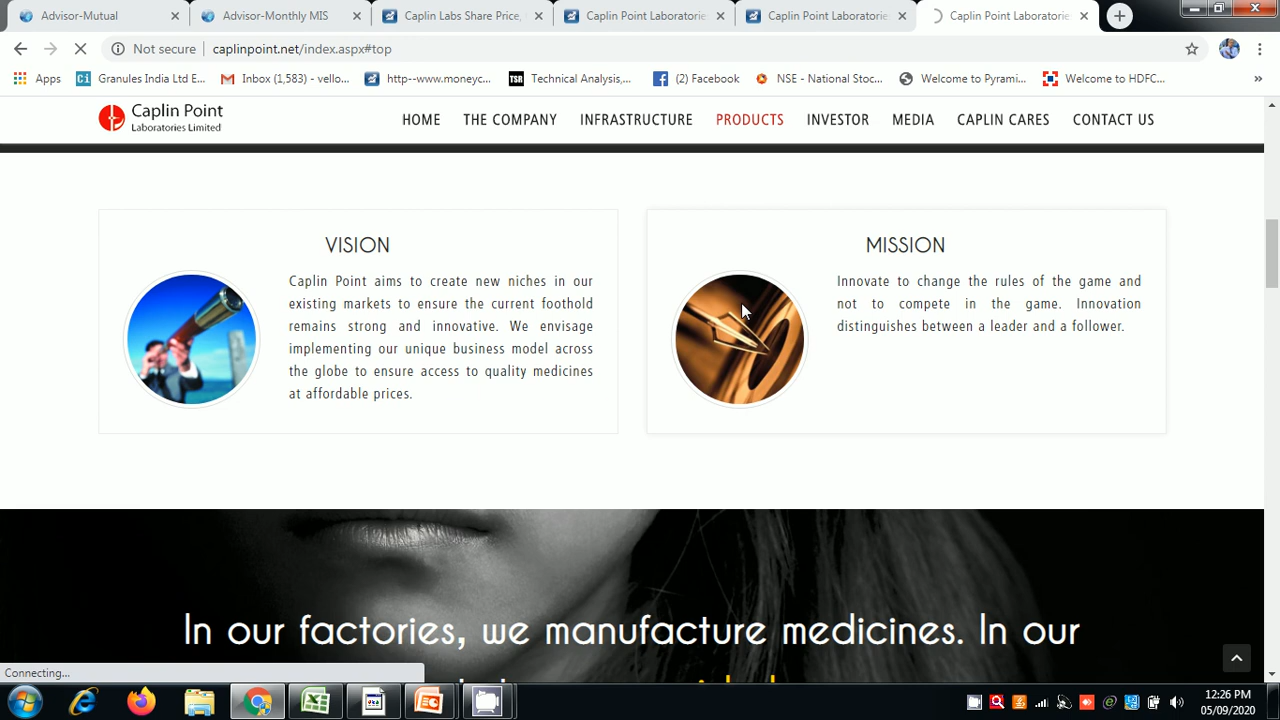 Advisor-Mutual
Advisor-Monthly MIS
Caplin Labs Share Price,
Caplin Point Laboratories
Caplin Point Laboratories
Caplin Point Laboratories
Not secure
caplinpoint.net/index.aspx#top
Apps
Ci
Granules India Ltd E...
Inbox (1,583) - vello...
http--www.moneyc...
TSR
Technical Analysis,...
(2) Facebook
NSE - National Stoc...
Welcome to Pyrami...
Welcome to HDFC...
Caplin Point
Laboratories Limited
HOME
THE COMPANY
INFRASTRUCTURE
PRODUCTS
INVESTOR
MEDIA
CAPLIN CARES
CONTACT US
VISION
Caplin Point aims to create new niches in our
existing markets to ensure the current foothold
remains strong and innovative. We envisage
implementing our unique business model across
the globe to ensure access to quality medicines
at affordable prices.
MISSION
Innovate to change the rules of the game and
not to compete in the game. Innovation
distinguishes between a leader and a follower.
In our factories, we manufacture medicines. In our
Connecting...
12:26 PM
05/09/2020